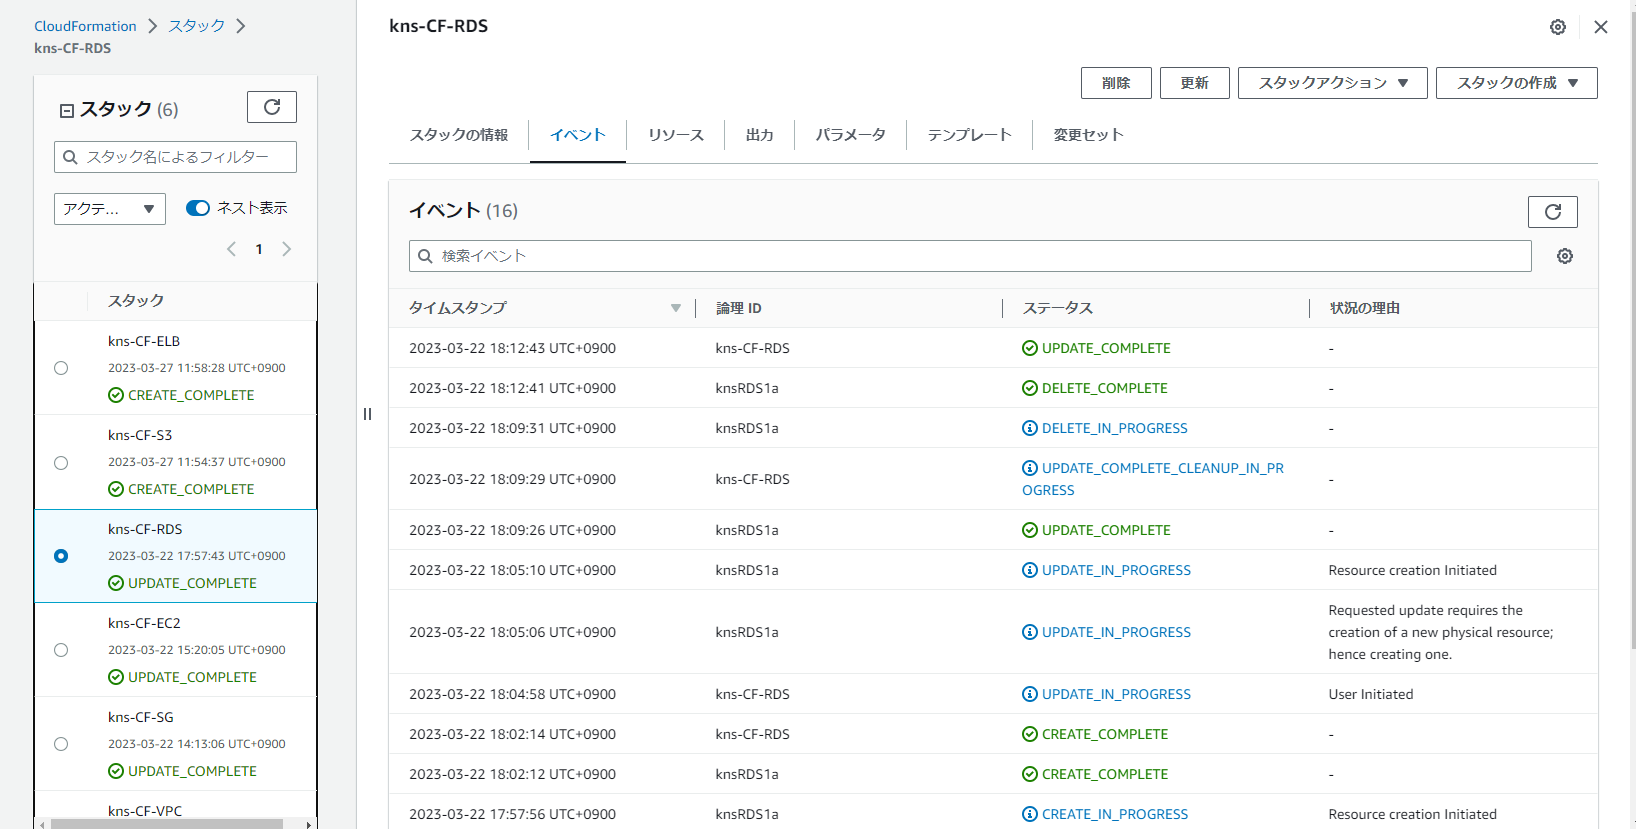 CloudFormation > スタック >
kns-CF-RDS
スタック (6)
スタック名によるフィルター
アクテ... ▼ ネスト表示
1
スタック
kns-CF-ELB
2023-03-27 11:58:28 UTC+0900
CREATE_COMPLETE
kns-CF-S3
2023-03-27 11:54:37 UTC+0900
CREATE_COMPLETE
kns-CF-RDS
2023-03-22 17:57:43 UTC+0900
UPDATE_COMPLETE
kns-CF-EC2
2023-03-22 15:20:05 UTC+0900
UPDATE_COMPLETE
kns-CF-SG
2023-03-22 14:13:06 UTC+0900
UPDATE_COMPLETE
kns-CF-VPC
kns-CF-RDS
削除 更新 スタックアクション ▼ スタックの作成 ▼
スタックの情報 イベント リソース 出力 パラメータ テンプレート 変更セット
イベント (16)
検索イベント
タイムスタンプ 論理 ID ステータス 状況の理由
2023-03-22 18:12:43 UTC+0900 kns-CF-RDS UPDATE_COMPLETE -
2023-03-22 18:12:41 UTC+0900 knsRDS1a DELETE_COMPLETE -
2023-03-22 18:09:31 UTC+0900 knsRDS1a DELETE_IN_PROGRESS -
2023-03-22 18:09:29 UTC+0900 kns-CF-RDS UPDATE_COMPLETE_CLEANUP_IN_PR
OGRESS -
2023-03-22 18:09:26 UTC+0900 knsRDS1a UPDATE_COMPLETE -
2023-03-22 18:05:10 UTC+0900 knsRDS1a UPDATE_IN_PROGRESS Resource creation Initiated
2023-03-22 18:05:06 UTC+0900 knsRDS1a UPDATE_IN_PROGRESS Requested update requires the
creation of a new physical resource;
hence creating one.
2023-03-22 18:04:58 UTC+0900 kns-CF-RDS UPDATE_IN_PROGRESS User Initiated
2023-03-22 18:02:14 UTC+0900 kns-CF-RDS CREATE_COMPLETE -
2023-03-22 18:02:12 UTC+0900 knsRDS1a CREATE_COMPLETE -
2023-03-22 17:57:56 UTC+0900 knsRDS1a CREATE_IN_PROGRESS Resource creation Initiated